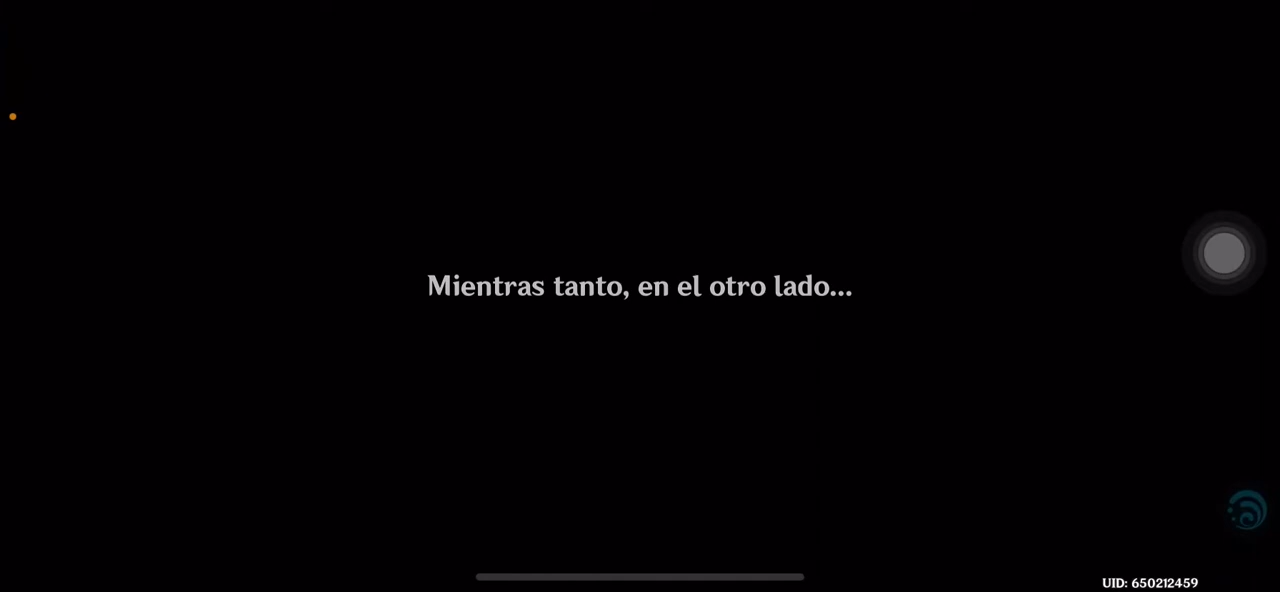 Mientras tanto, en el otro lado...
UID: 650212459